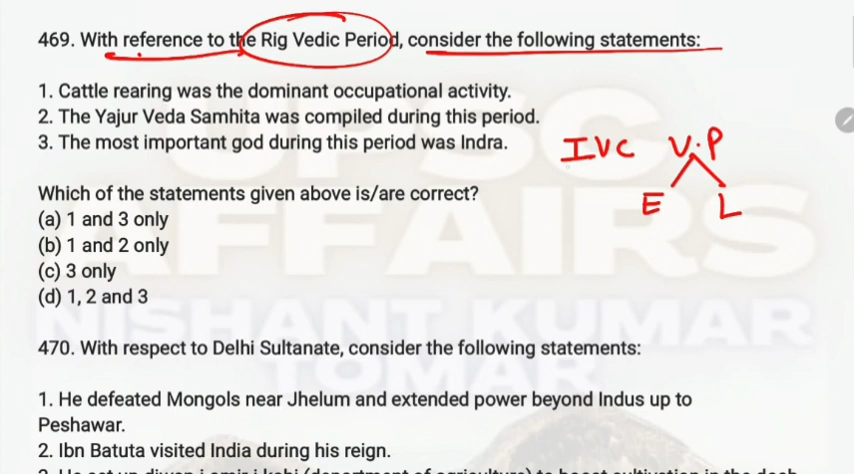 469. With reference to the Rig Vedic Period, consider the following statements:
1. Cattle rearing was the dominant occupational activity.
2. The Yajur Veda Samhita was compiled during this period.
3. The most important god during this period was Indra.
IVC V.P
E L
Which of the statements given above is/are correct?
(a) 1 and 3 only
(b) 1 and 2 only
(c) 3 only
(d) 1, 2 and 3
UPSC
AFFAIRS
NISHANT KUMAR
TOMAR
470. With respect to Delhi Sultanate, consider the following statements:
1. He defeated Mongols near Jhelum and extended power beyond Indus up to
Peshawar.
2. Ibn Batuta visited India during his reign.